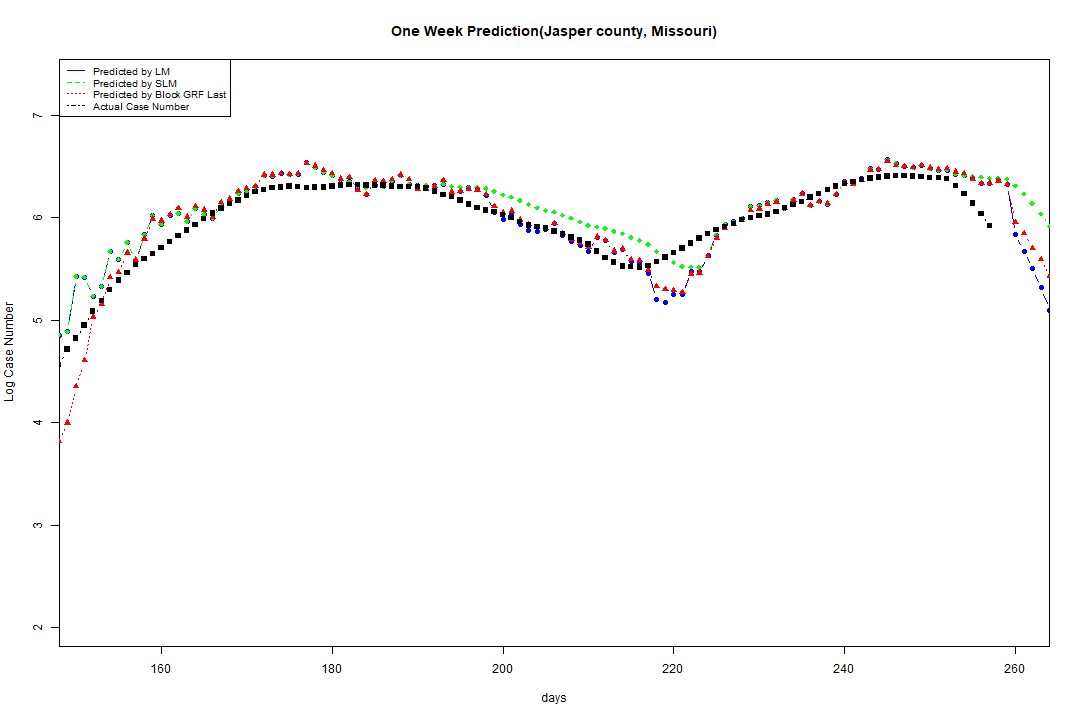 One Week Prediction(Jasper county, Missouri)
Predicted by LM
Predicted by SLM
Predicted by Block GRF Last
Actual Case Number
7
6
5
4
3
2
Log Case Number
160 180 200 220 240 260
days